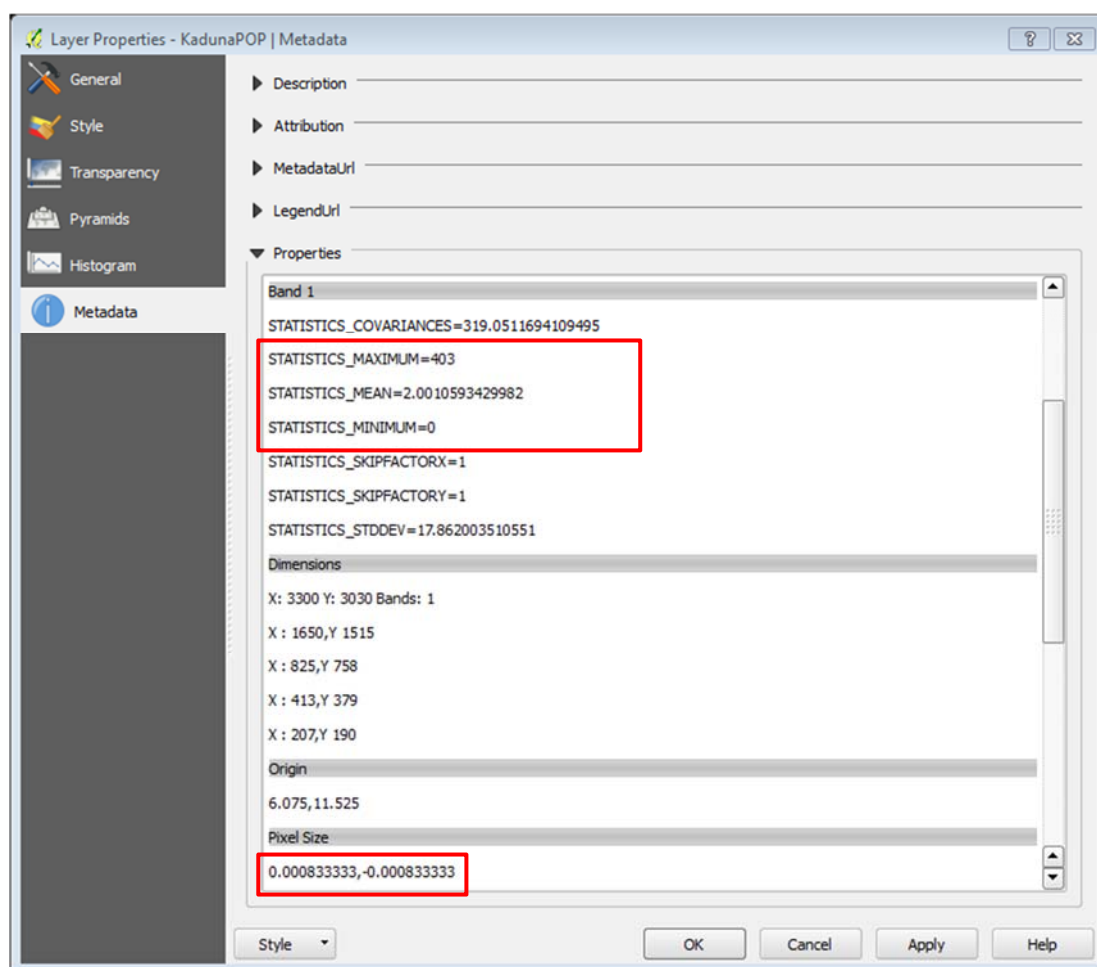 Layer Properties - KadunaPOP | Metadata
General
Style
Transparency
Pyramids
Histogram
Metadata
Description
Attribution
MetadataUrl
LegendUrl
Properties
Band 1
STATISTICS_COVARIANCES=319.0511694109495
STATISTICS_MAXIMUM=403
STATISTICS_MEAN=2.0010593429982
STATISTICS_MINIMUM=0
STATISTICS_SKIPFACTORX=1
STATISTICS_SKIPFACTORY=1
STATISTICS_STDDEV=17.862003510551
Dimensions
X: 3300 Y: 3030 Bands: 1
X : 1650,Y 1515
X : 825,Y 758
X : 413,Y 379
X : 207,Y 190
Origin
6.075,11.525
Pixel Size
0.000833333,-0.000833333
Style OK Cancel Apply Help